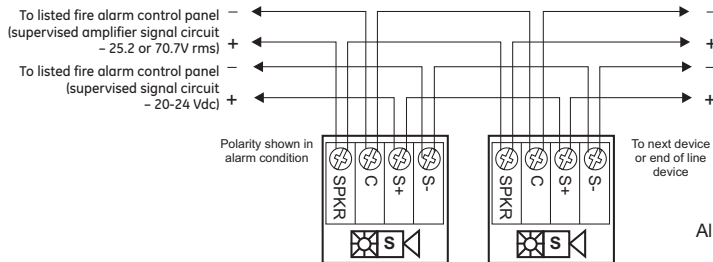 To listed fire alarm control panel –
(supervised amplifier signal circuit
– 25.2 or 70.7V rms) +
To listed fire alarm control panel –
(supervised signal circuit
– 20-24 Vdc) +
–
+
–
+
Polarity shown in
alarm condition
To next device
or end of line
device
SPKR C S+ S-
SPKR C S+ S-
S
S
Al